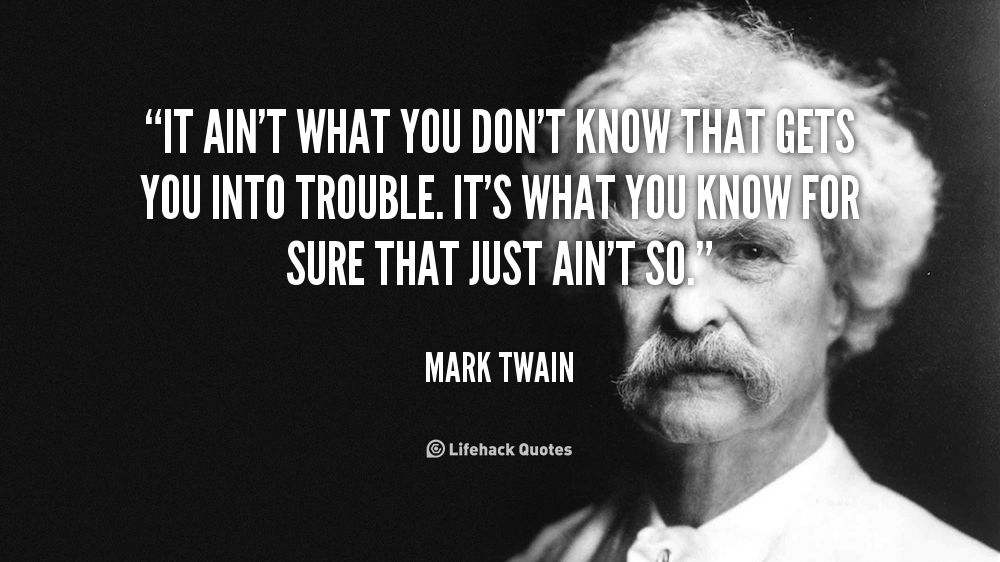 “IT AIN’T WHAT YOU DON’T KNOW THAT GETS
YOU INTO TROUBLE. IT’S WHAT YOU KNOW FOR
SURE THAT JUST AIN’T SO.”
MARK TWAIN
Lifehack Quotes